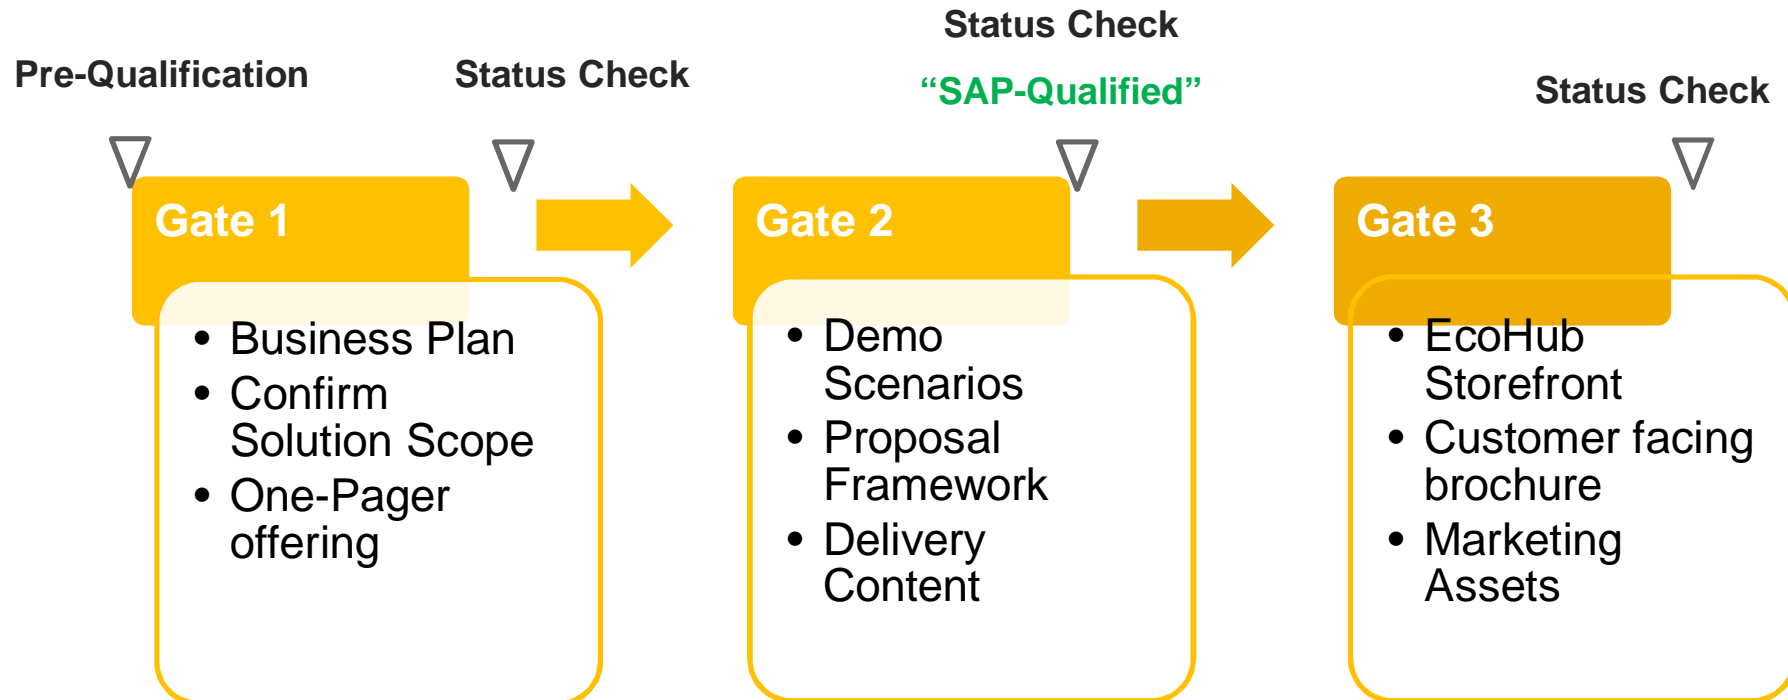 Pre-Qualification
Status Check
Status Check
“SAP-Qualified”
Status Check
Gate 1
• Business Plan
• Confirm
Solution Scope
• One-Pager
offering
Gate 2
• Demo
Scenarios
• Proposal
Framework
• Delivery
Content
Gate 3
• EcoHub
Storefront
• Customer facing
brochure
• Marketing
Assets